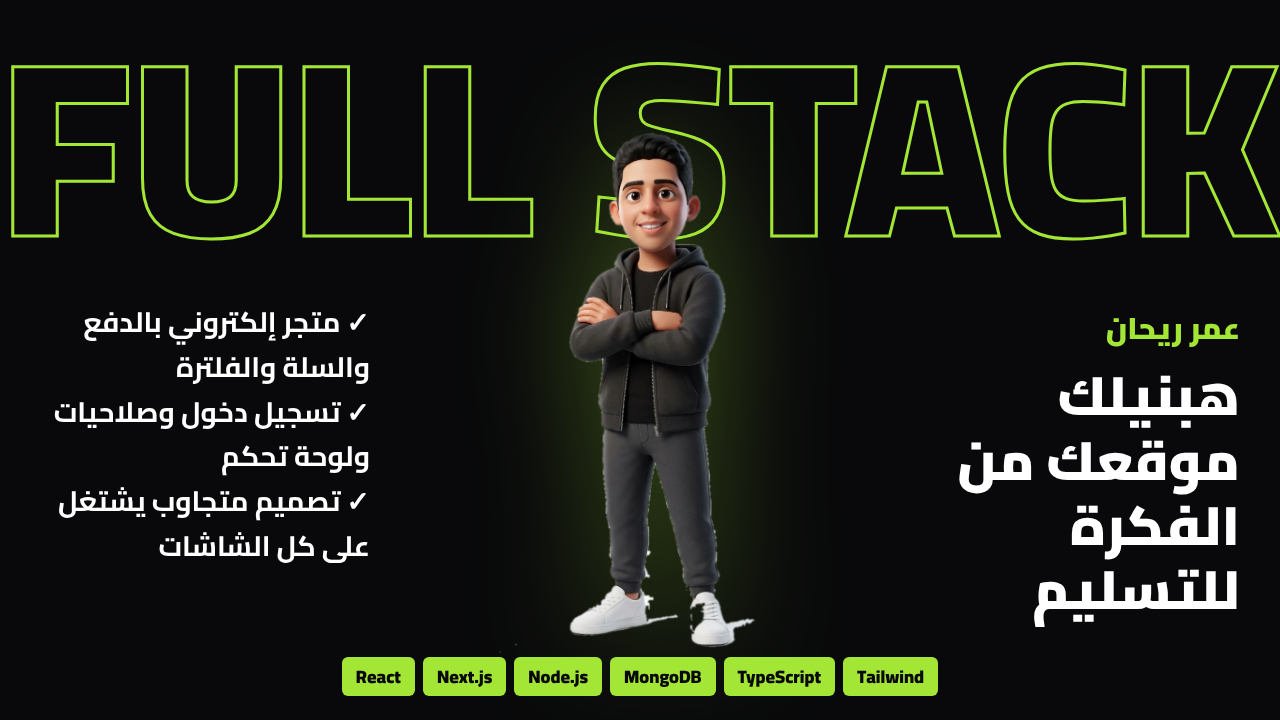 FULL STACK
عمر ريحان
هبنيلك
موقعك من
الفكرة
للتسليم
✓ متجر إلكتروني بالدفع
والسلة والفلترة
✓ تسجيل دخول وصلاحيات
ولوحة تحكم
✓ تصميم متجاوب يشتغل
على كل الشاشات
React Next.js Node.js MongoDB TypeScript Tailwind